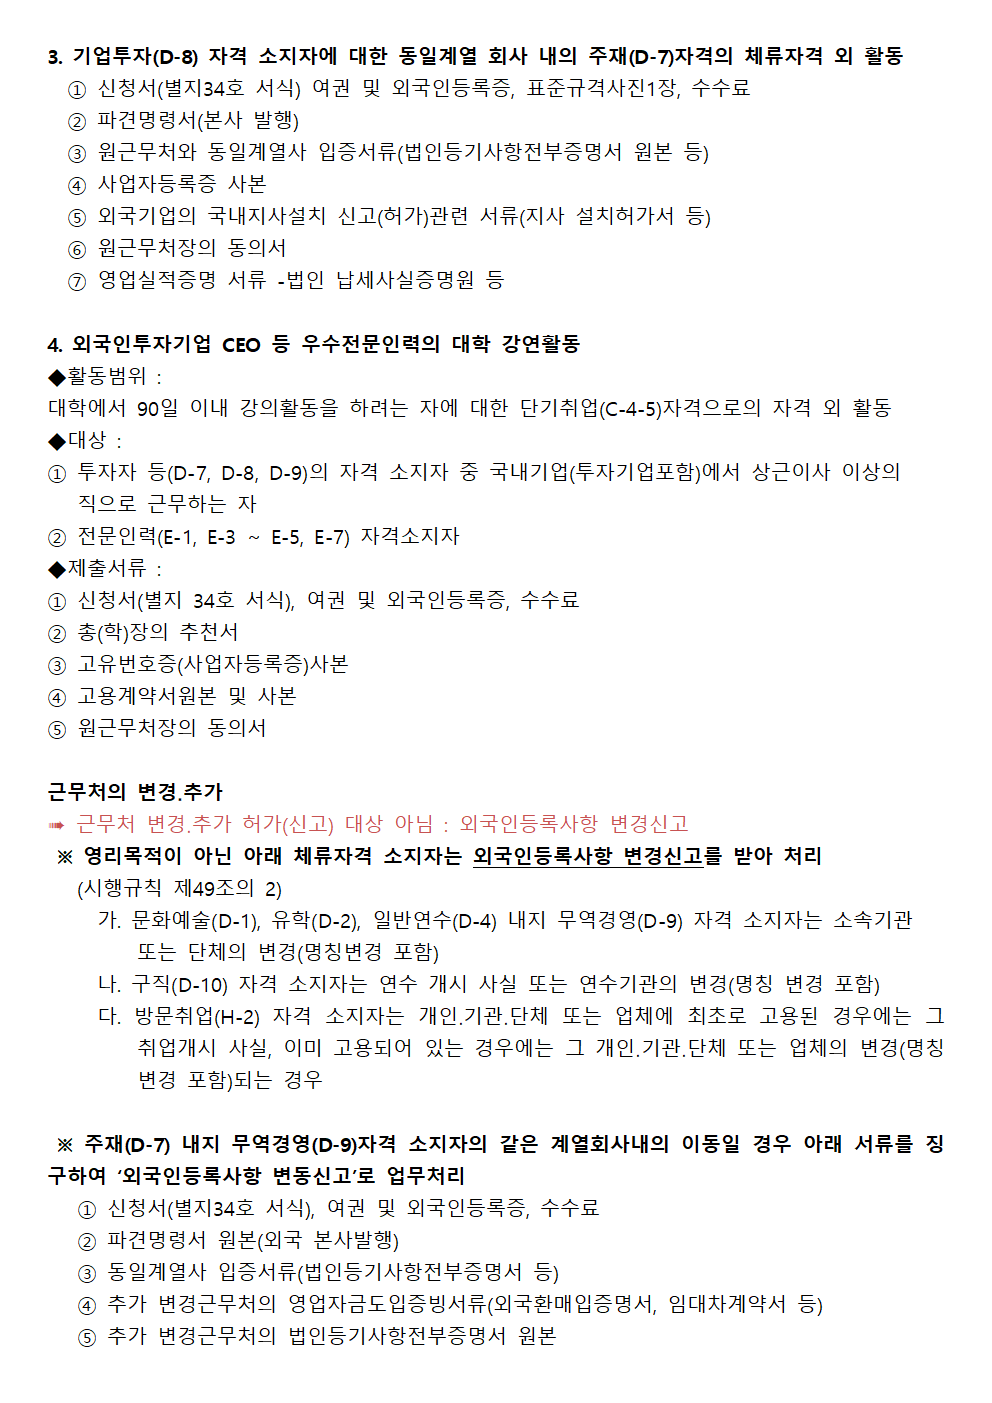 3. 기업투자(D-8) 자격 소지자에 대한 동일계열 회사 내의 주재(D-7)자격의 체류자격 외 활동
① 신청서(별지34호 서식) 여권 및 외국인등록증, 표준규격사진1장, 수수료
② 파견명령서(본사 발행)
③ 원근무처와 동일계열사 입증서류(법인등기사항전부증명서 원본 등)
④ 사업자등록증 사본
⑤ 외국기업의 국내지사설치 신고(허가)관련 서류(지사 설치허가서 등)
⑥ 원근무처장의 동의서
⑦ 영업실적증명 서류 -법인 납세사실증명원 등
4. 외국인투자기업 CEO 등 우수전문인력의 대학 강연활동
◆활동범위 :
대학에서 90일 이내 강의활동을 하려는 자에 대한 단기취업(C-4-5)자격으로의 자격 외 활동
◆대상 :
① 투자자 등(D-7, D-8, D-9)의 자격 소지자 중 국내기업(투자기업포함)에서 상근이사 이상의
직으로 근무하는 자
② 전문인력(E-1, E-3 ~ E-5, E-7) 자격소지자
◆제출서류 :
① 신청서(별지 34호 서식), 여권 및 외국인등록증, 수수료
② 총(학)장의 추천서
③ 고유번호증(사업자등록증)사본
④ 고용계약서원본 및 사본
⑤ 원근무처장의 동의서
근무처의 변경.추가
➠ 근무처 변경.추가 허가(신고) 대상 아님 : 외국인등록사항 변경신고
※ 영리목적이 아닌 아래 체류자격 소지자는 외국인등록사항 변경신고를 받아 처리
(시행규칙 제49조의 2)
가. 문화예술(D-1), 유학(D-2), 일반연수(D-4) 내지 무역경영(D-9) 자격 소지자는 소속기관
또는 단체의 변경(명칭변경 포함)
나. 구직(D-10) 자격 소지자는 연수 개시 사실 또는 연수기관의 변경(명칭 변경 포함)
다. 방문취업(H-2) 자격 소지자는 개인.기관.단체 또는 업체에 최초로 고용된 경우에는 그
취업개시 사실, 이미 고용되어 있는 경우에는 그 개인.기관.단체 또는 업체의 변경(명칭
변경 포함)되는 경우
※ 주재(D-7) 내지 무역경영(D-9)자격 소지자의 같은 계열회사내의 이동일 경우 아래 서류를 징
구하여 ‘외국인등록사항 변동신고’로 업무처리
① 신청서(별지34호 서식), 여권 및 외국인등록증, 수수료
② 파견명령서 원본(외국 본사발행)
③ 동일계열사 입증서류(법인등기사항전부증명서 등)
④ 추가 변경근무처의 영업자금도입증빙서류(외국환매입증명서, 임대차계약서 등)
⑤ 추가 변경근무처의 법인등기사항전부증명서 원본